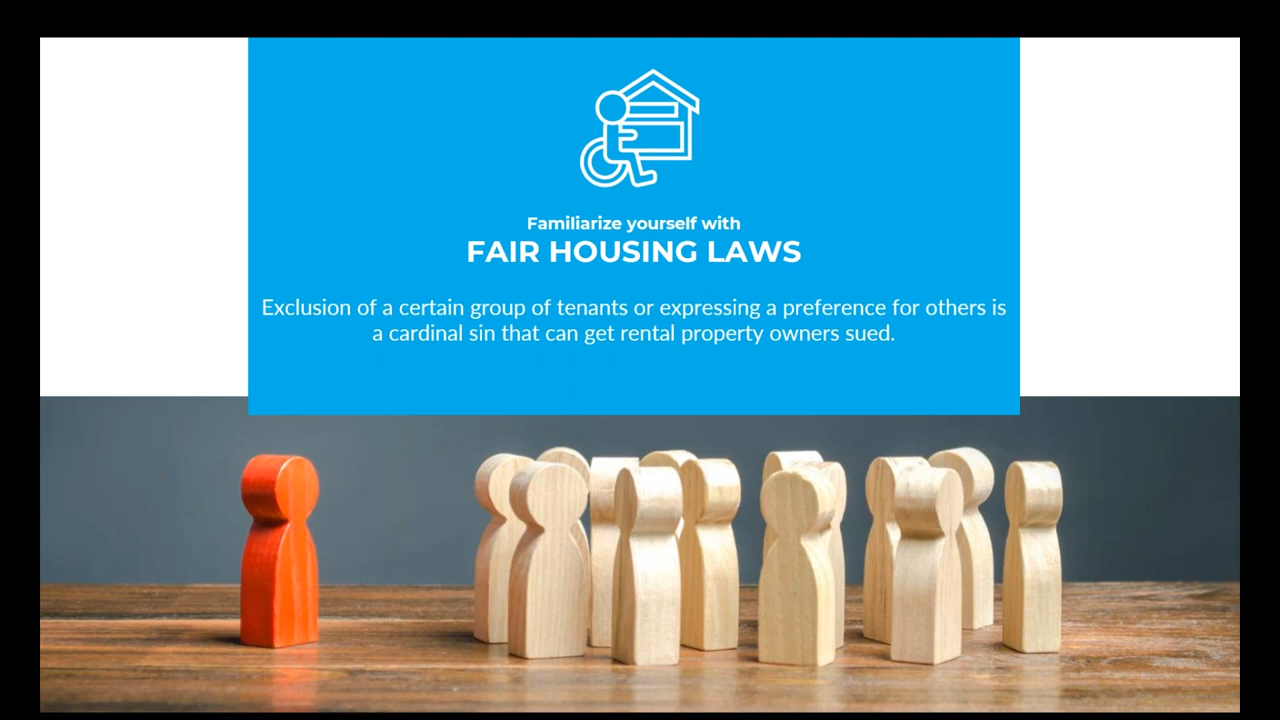 Familiarize yourself with
FAIR HOUSING LAWS
Exclusion of a certain group of tenants or expressing a preference for others is
a cardinal sin that can get rental property owners sued.